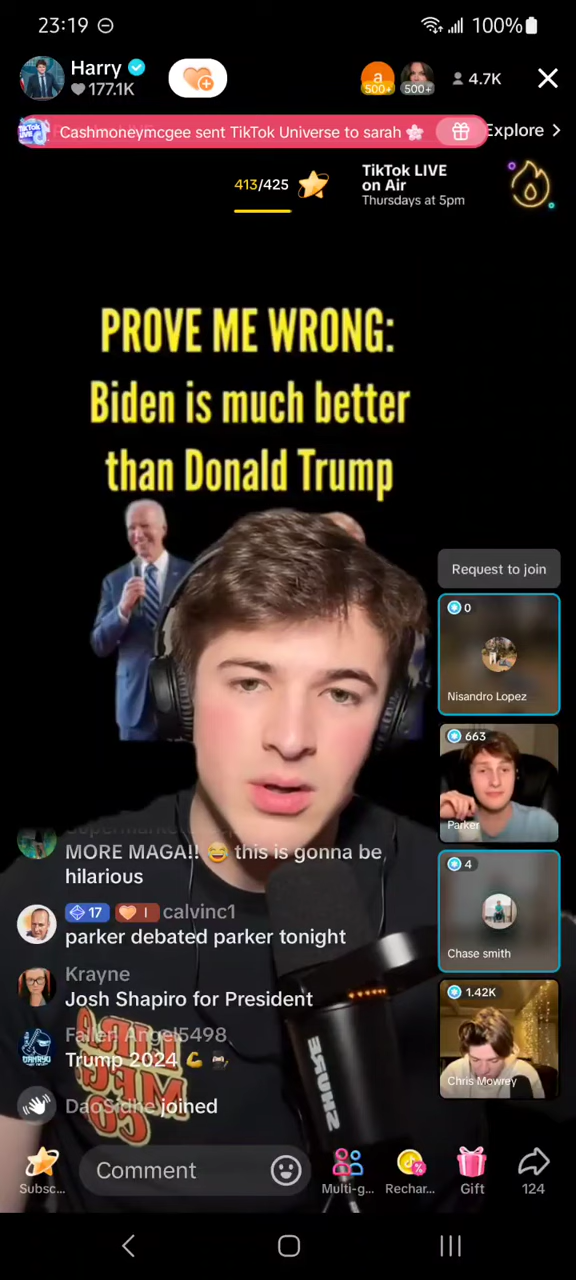 23:19
100%
Harry
177.1K
500+
500+
4.7K
Cashmoneymcgee sent TikTok Universe to sarah
Explore >
413/425
TikTok LIVE
on Air
Thursdays at 5pm
PROVE ME WRONG:
Biden is much better
than Donald Trump
Request to join
0
Nisandro Lopez
663
Parker
MORE MAGA!! 😂 this is gonna be
hilarious
17 I calvinc1
parker debated parker tonight
4
Chase smith
Krayne
Josh Shapiro for President
1.42K
Chris Mowrey
Fallen Angel5498
Trump 2024 💪
DaoSidhe joined
SHURE
Subsc...
Comment
Multi-g...
Rechar...
Gift
124